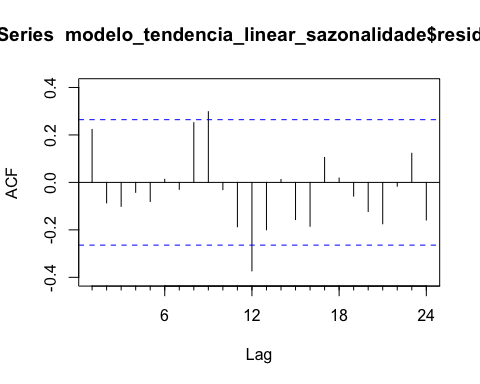 Series modelo_tendencia_linear_sazonalidade$resid
ACF
0.4
0.2
0.0
-0.2
-0.4
6 12 18 24
Lag